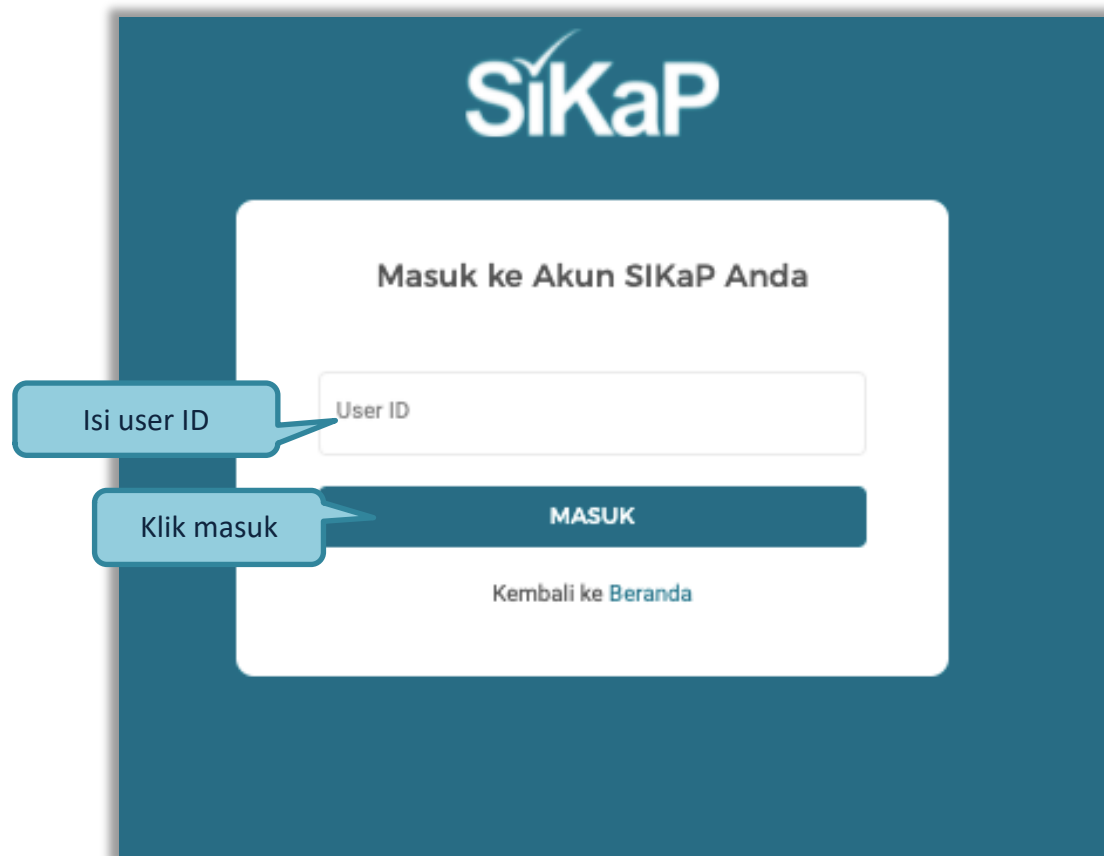 SiKaP
Masuk ke Akun SIKaP Anda
Isi user ID
User ID
Klik masuk
MASUK
Kembali ke Beranda